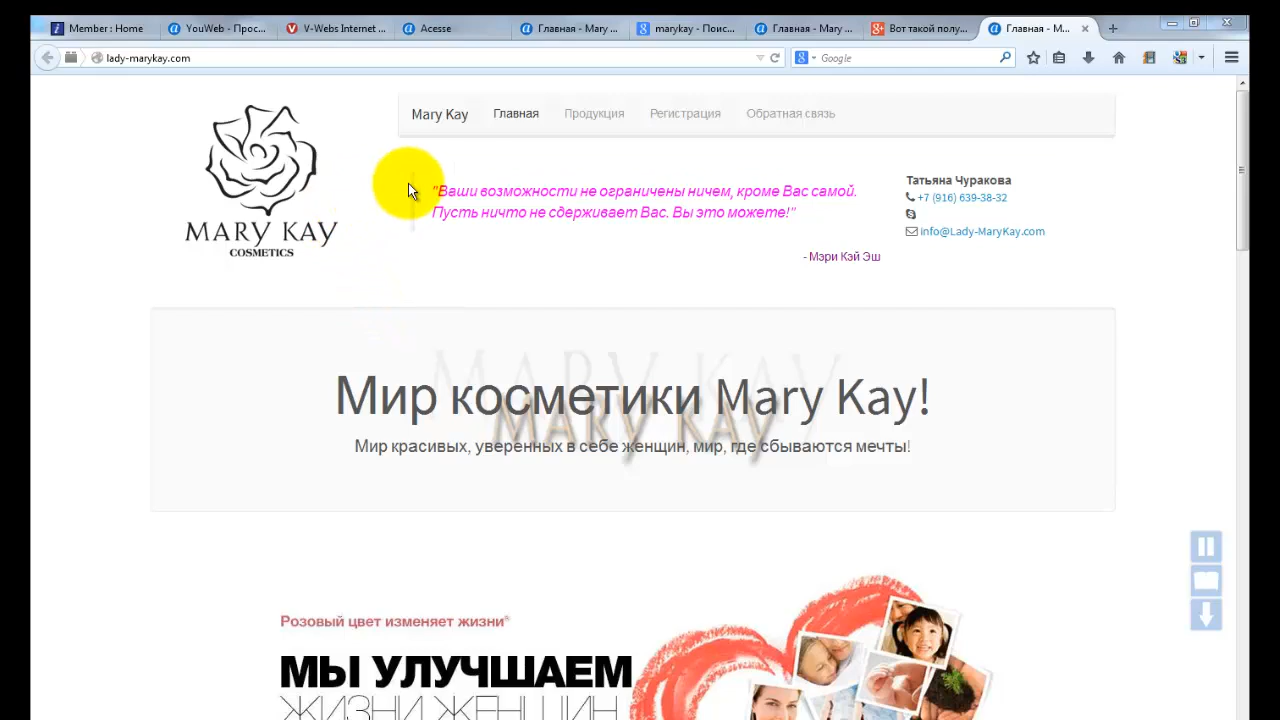 Member : Home
YouWeb - Прос...
V-Webs Internet ...
Acesse
Главная - Mary ...
marykay - Поис...
Главная - Mary ...
Вот такой полу...
Главная - М...
lady-marykay.com
Google
Mary Kay
Главная
Продукция
Регистрация
Обратная связь
MARY KAY
COSMETICS
"Ваши возможности не ограничены ничем, кроме Вас самой.
Пусть ничто не сдерживает Вас. Вы это можете!"
- Мэри Кэй Эш
Татьяна Чуракова
+7 (916) 639-38-32
info@Lady-MaryKay.com
MARY KAY
MARY KAY
Мир косметики Mary Kay!
Мир красивых, уверенных в себе женщин, мир, где сбываются мечты!
Розовый цвет изменяет жизни®
МЫ УЛУЧШАЕМ
ЖИЗНИ ЖЕНЩИН